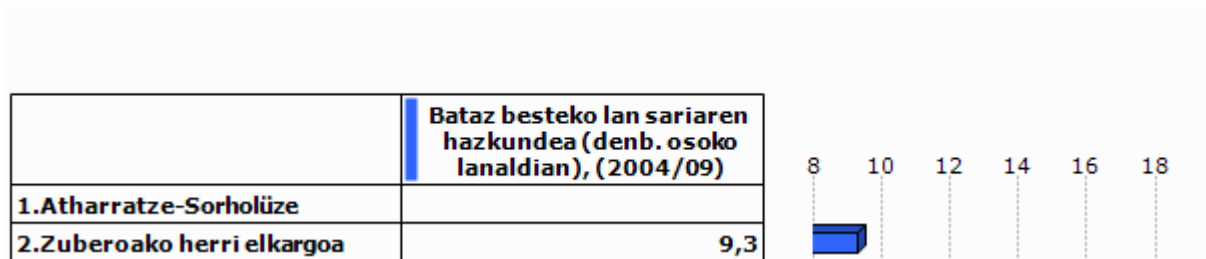 Bataz besteko lan sariaren
hazkundea (denb. osoko
lanaldian), (2004/09)
8 10 12 14 16 18
1.Atharratze-Sorholüze
2.Zuberoako herri elkargoa 9,3